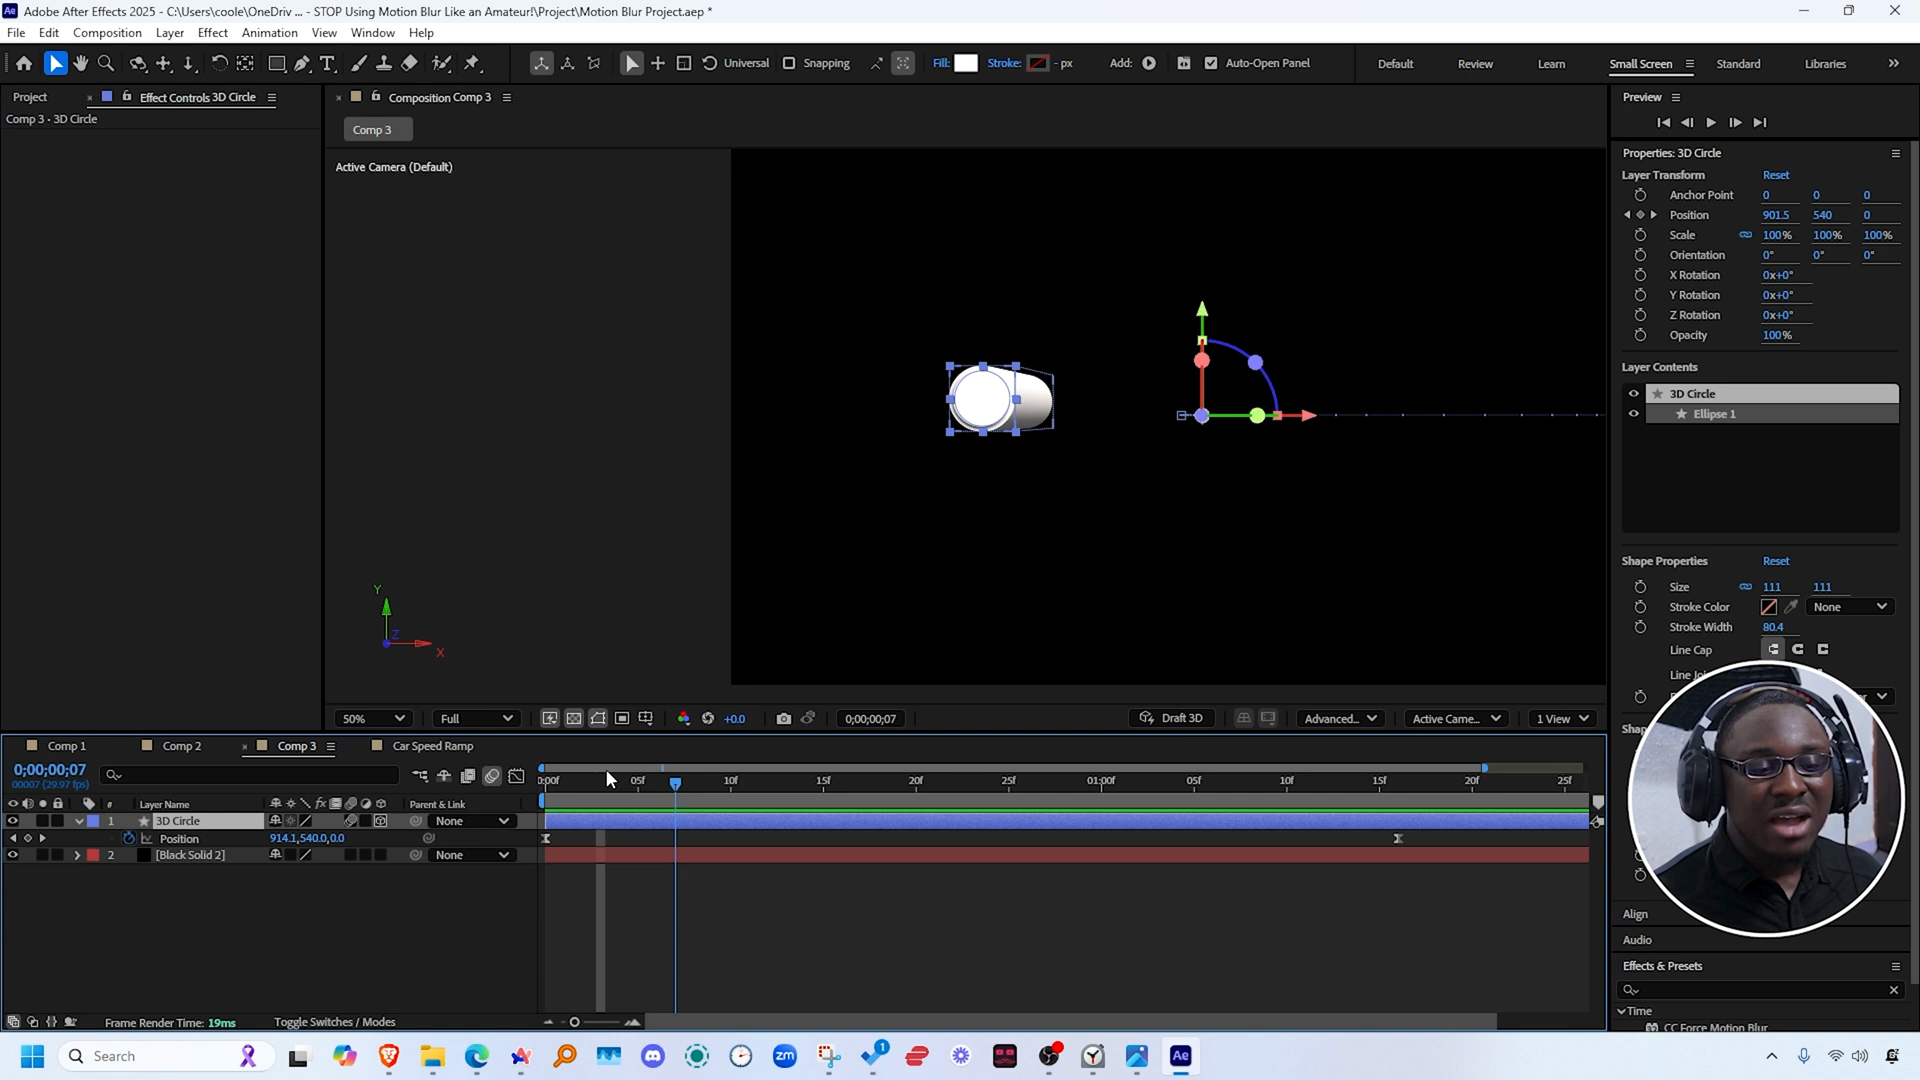 Adobe After Effects 2025 - C:\Users\coole\OneDriv ... - STOP Using Motion Blur Like an Amateur!\Project\Motion Blur Project.aep *
File Edit Composition Layer Effect Animation View Window Help
Universal Snapping Fill: Stroke: - px Add: Auto-Open Panel Default Review Learn Small Screen Standard Libraries
Project Effect Controls 3D Circle
Comp 3 • 3D Circle
Composition Comp 3
Comp 3
Active Camera (Default)
Y
Z
X
50% Full +0.0 0;00;00;07 Draft 3D Advanced... Active Came... 1 View
Preview
Properties: 3D Circle
Layer Transform Reset
Anchor Point 0 0 0
Position 901.5 540 0
Scale 100% 100% 100%
Orientation 0° 0° 0°
X Rotation 0x+0°
Y Rotation 0x+0°
Z Rotation 0x+0°
Opacity 100%
Layer Contents
3D Circle
Ellipse 1
Shape Properties Reset
Size 111 111
Stroke Color None
Stroke Width 80.4
Line Cap
Align
Audio
Effects & Presets
Time
CC Force Motion Blur
Comp 1 Comp 2 Comp 3 Car Speed Ramp
0;00;00;07
00007 (29.97 fps)
0:00f 05f 10f 15f 20f 25f 01:00f 05f 10f 15f 20f 25f
# Layer Name fx Parent & Link
1 3D Circle None
Position 914.1,540.0,0.0
2 [Black Solid 2] None
Frame Render Time: 19ms Toggle Switches / Modes
Search zm 1 Ae